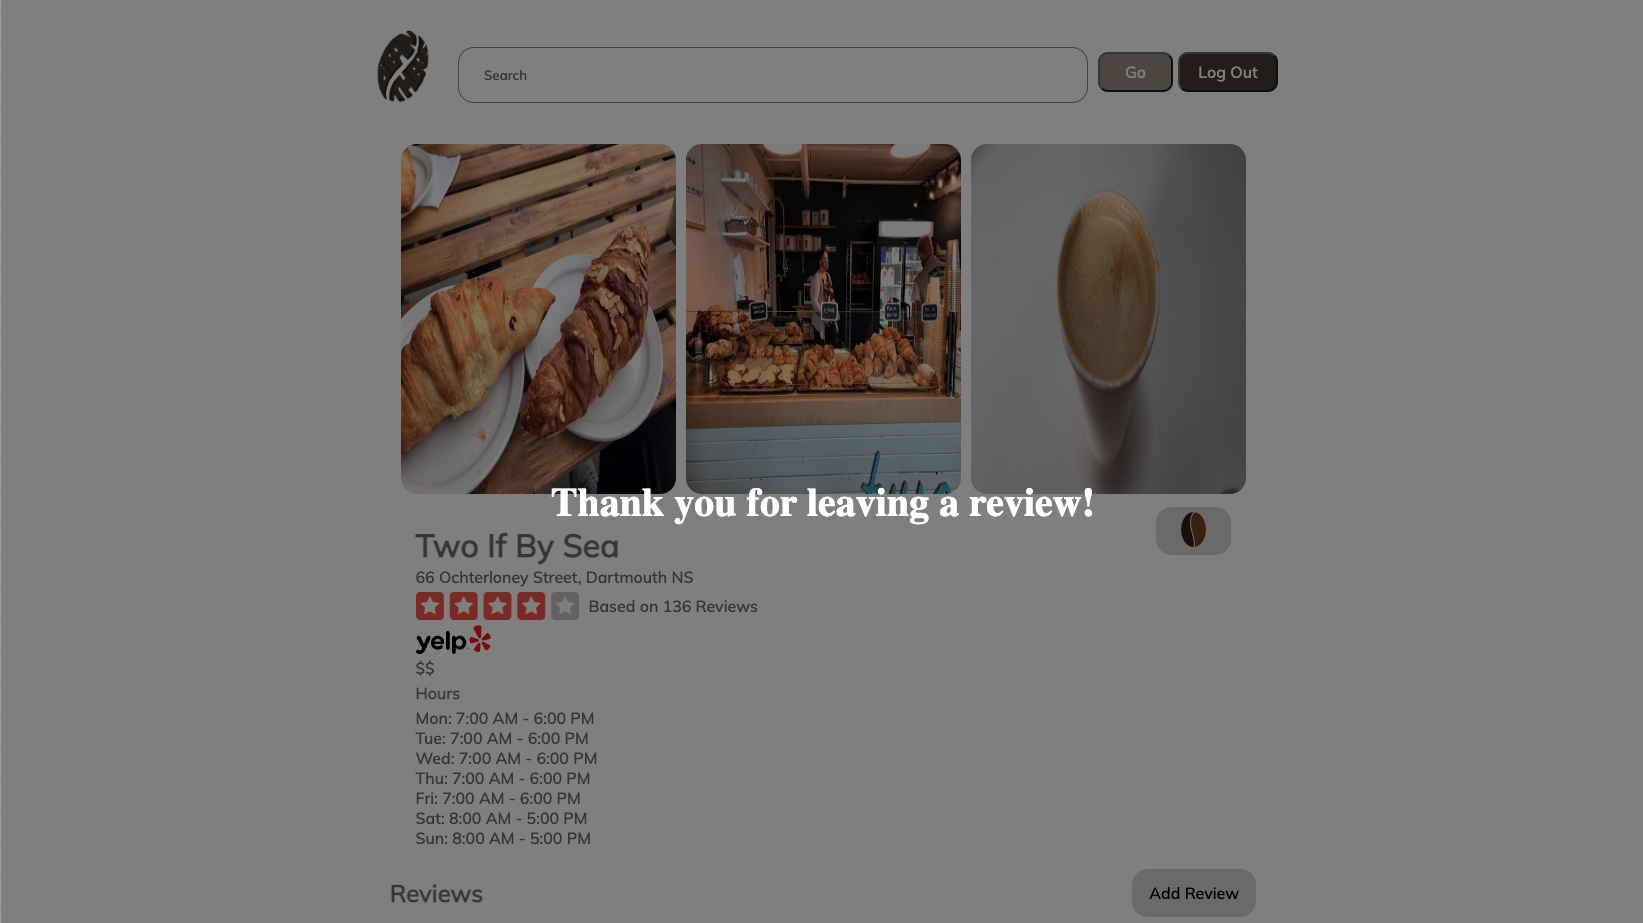 Search
Go
Log Out
Thank you for leaving a review!
Two If By Sea
66 Ochterloney Street, Dartmouth NS
Based on 136 Reviews
yelp
$$
Hours
Mon: 7:00 AM - 6:00 PM
Tue: 7:00 AM - 6:00 PM
Wed: 7:00 AM - 6:00 PM
Thu: 7:00 AM - 6:00 PM
Fri: 7:00 AM - 6:00 PM
Sat: 8:00 AM - 5:00 PM
Sun: 8:00 AM - 5:00 PM
Reviews
Add Review